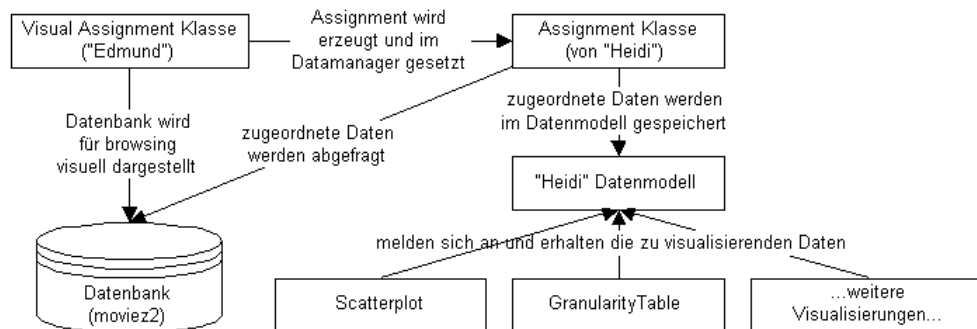 Visual Assignment Klasse
("Edmund")
Assignment wird
erzeugt und im
Datamanager gesetzt
Assignment Klasse
(von "Heidi")
Datenbank wird
für browsing
visuell dargestellt
zugeordnete Daten
werden abgefragt
zugeordnete Daten werden
im Datenmodell gespeichert
"Heidi" Datenmodell
melden sich an und erhalten die zu visualisierenden Daten
Datenbank
(moviez2)
Scatterplot
GranularityTable
...weitere
Visualisierungen...